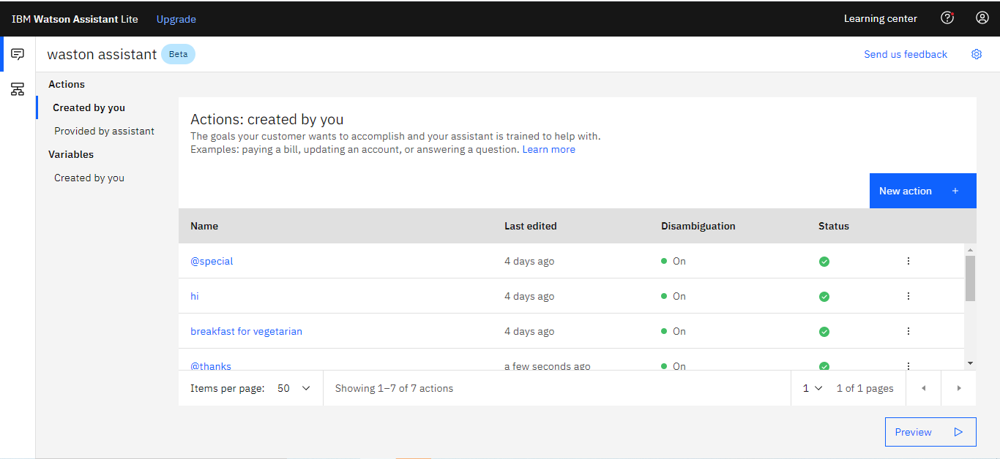 IBM Watson Assistant Lite Upgrade Learning center
waston assistant Beta Send us feedback
Actions
Created by you
Provided by assistant
Variables
Created by you
Actions: created by you
The goals your customer wants to accomplish and your assistant is trained to help with.
Examples: paying a bill, updating an account, or answering a question. Learn more
New action +
Name Last edited Disambiguation Status
@special 4 days ago On
hi 4 days ago On
breakfast for vegetarian 4 days ago On
@thanks a few seconds ago On
Items per page: 50 Showing 1–7 of 7 actions 1 1 of 1 pages
Preview